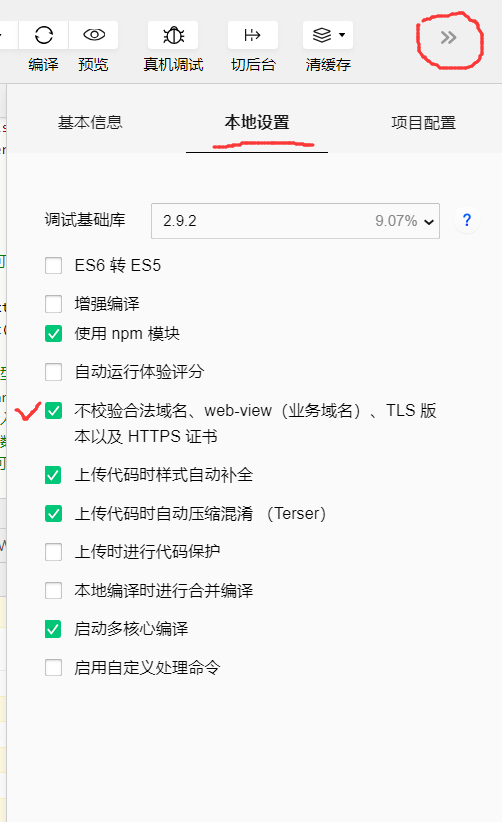 编译 预览 真机调试 切后台 清缓存
基本信息 本地设置 项目配置
调试基础库 2.9.2 9.07% ?
ES6 转 ES5
增强编译
使用 npm 模块
自动运行体验评分
不校验合法域名、web-view（业务域名）、TLS 版
本以及 HTTPS 证书
上传代码时样式自动补全
上传代码时自动压缩混淆 （Terser）
上传时进行代码保护
本地编译时进行合并编译
启动多核心编译
启用自定义处理命令